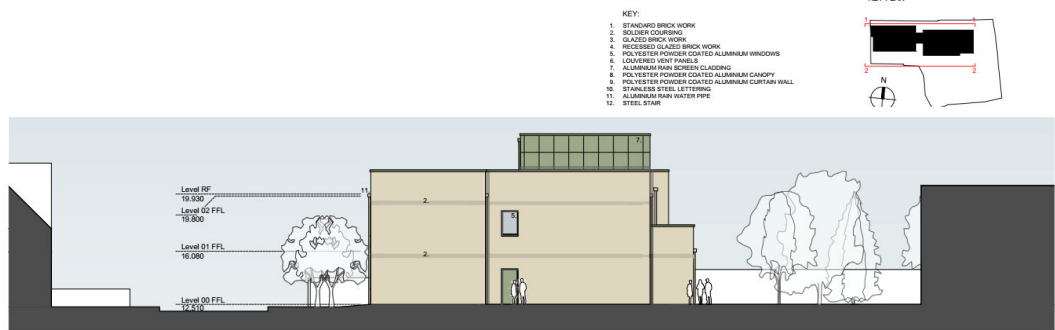 KEY:
1. STANDARD BRICK WORK
2. SOLDIER COURSING
3. GLAZED BRICK WORK
4. RECESSED GLAZED BRICK WORK
5. POLYESTER POWDER COATED ALUMINIUM WINDOWS
6. LOUVERED VENT PANELS
7. ALUMINIUM RAIN SCREEN CLADDING
8. POLYESTER POWDER COATED ALUMINIUM CANOPY
9. POLYESTER POWDER COATED ALUMINIUM CURTAIN WALL
10. STAINLESS STEEL LETTERING
11. ALUMINIUM RAIN WATER PIPE
12. STEEL STAIR
1 1
2 2
N
7.
Level RF
19.930
11
Level 02 FFL
19.800
2.
5.
Level 01 FFL
16.080
2.
Level 00 FFL
12.510